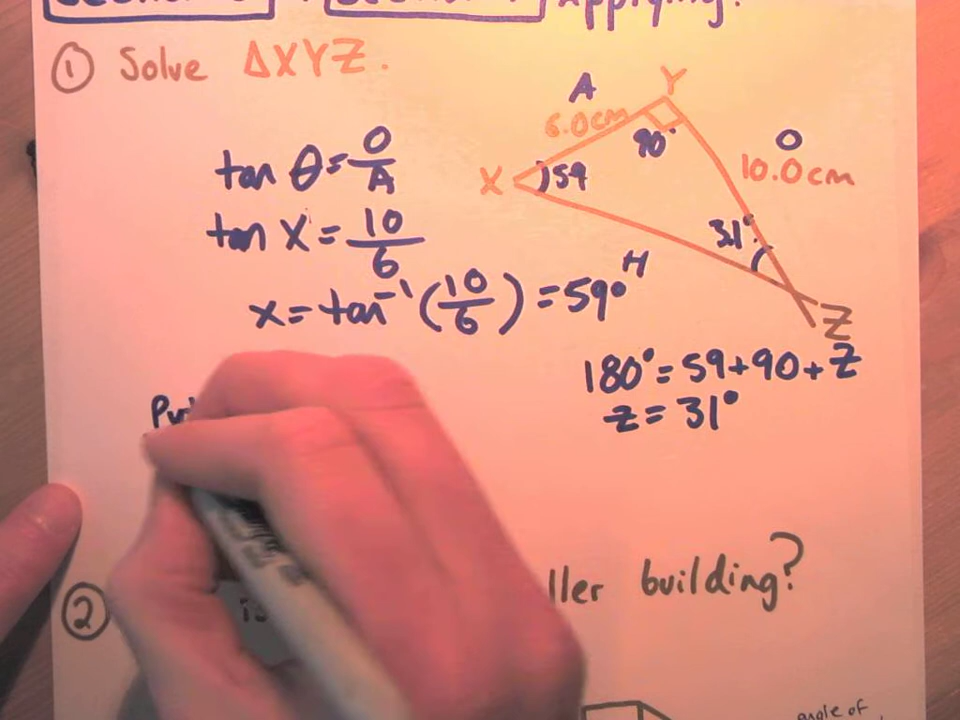 Applying:
① Solve ΔXYZ.
A
Y
6.0cm
90°
O
10.0cm
X
59
31°
H
Z
tan θ = O/A
tan X = 10/6
x = tan⁻¹(10/6) = 59°
180° = 59 + 90 + Z
z = 31°
②
building?
angle of